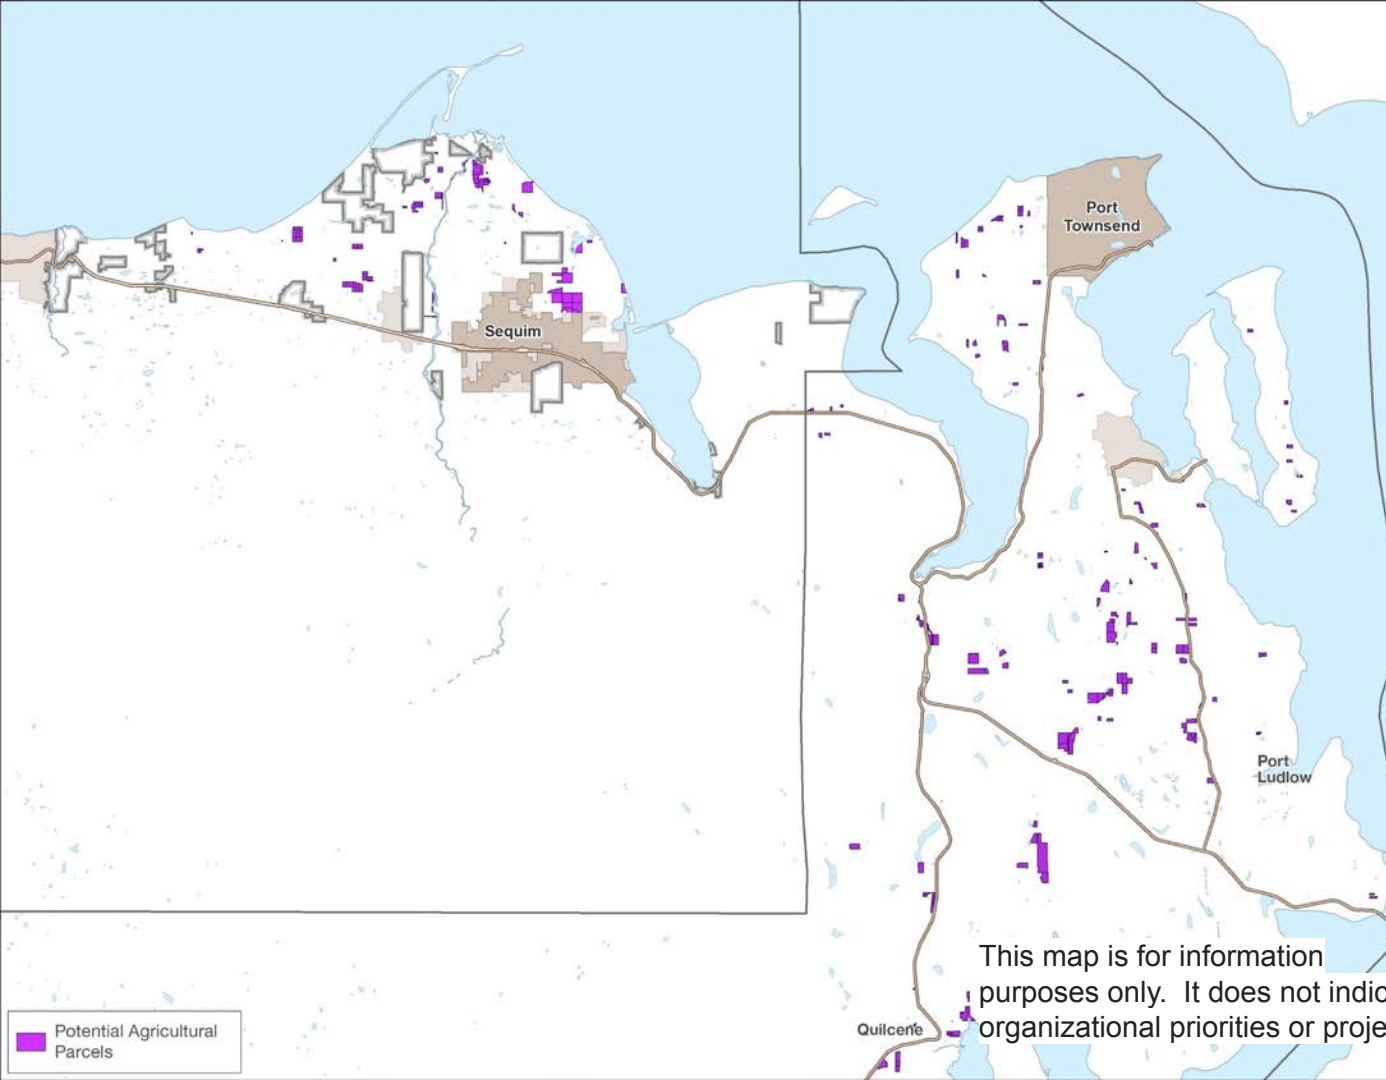 Port
Townsend
Sequim
Port
Ludlow
This map is for information
purposes only.  It does not indic
organizational priorities or proje
Quilcene
Potential Agricultural
Parcels